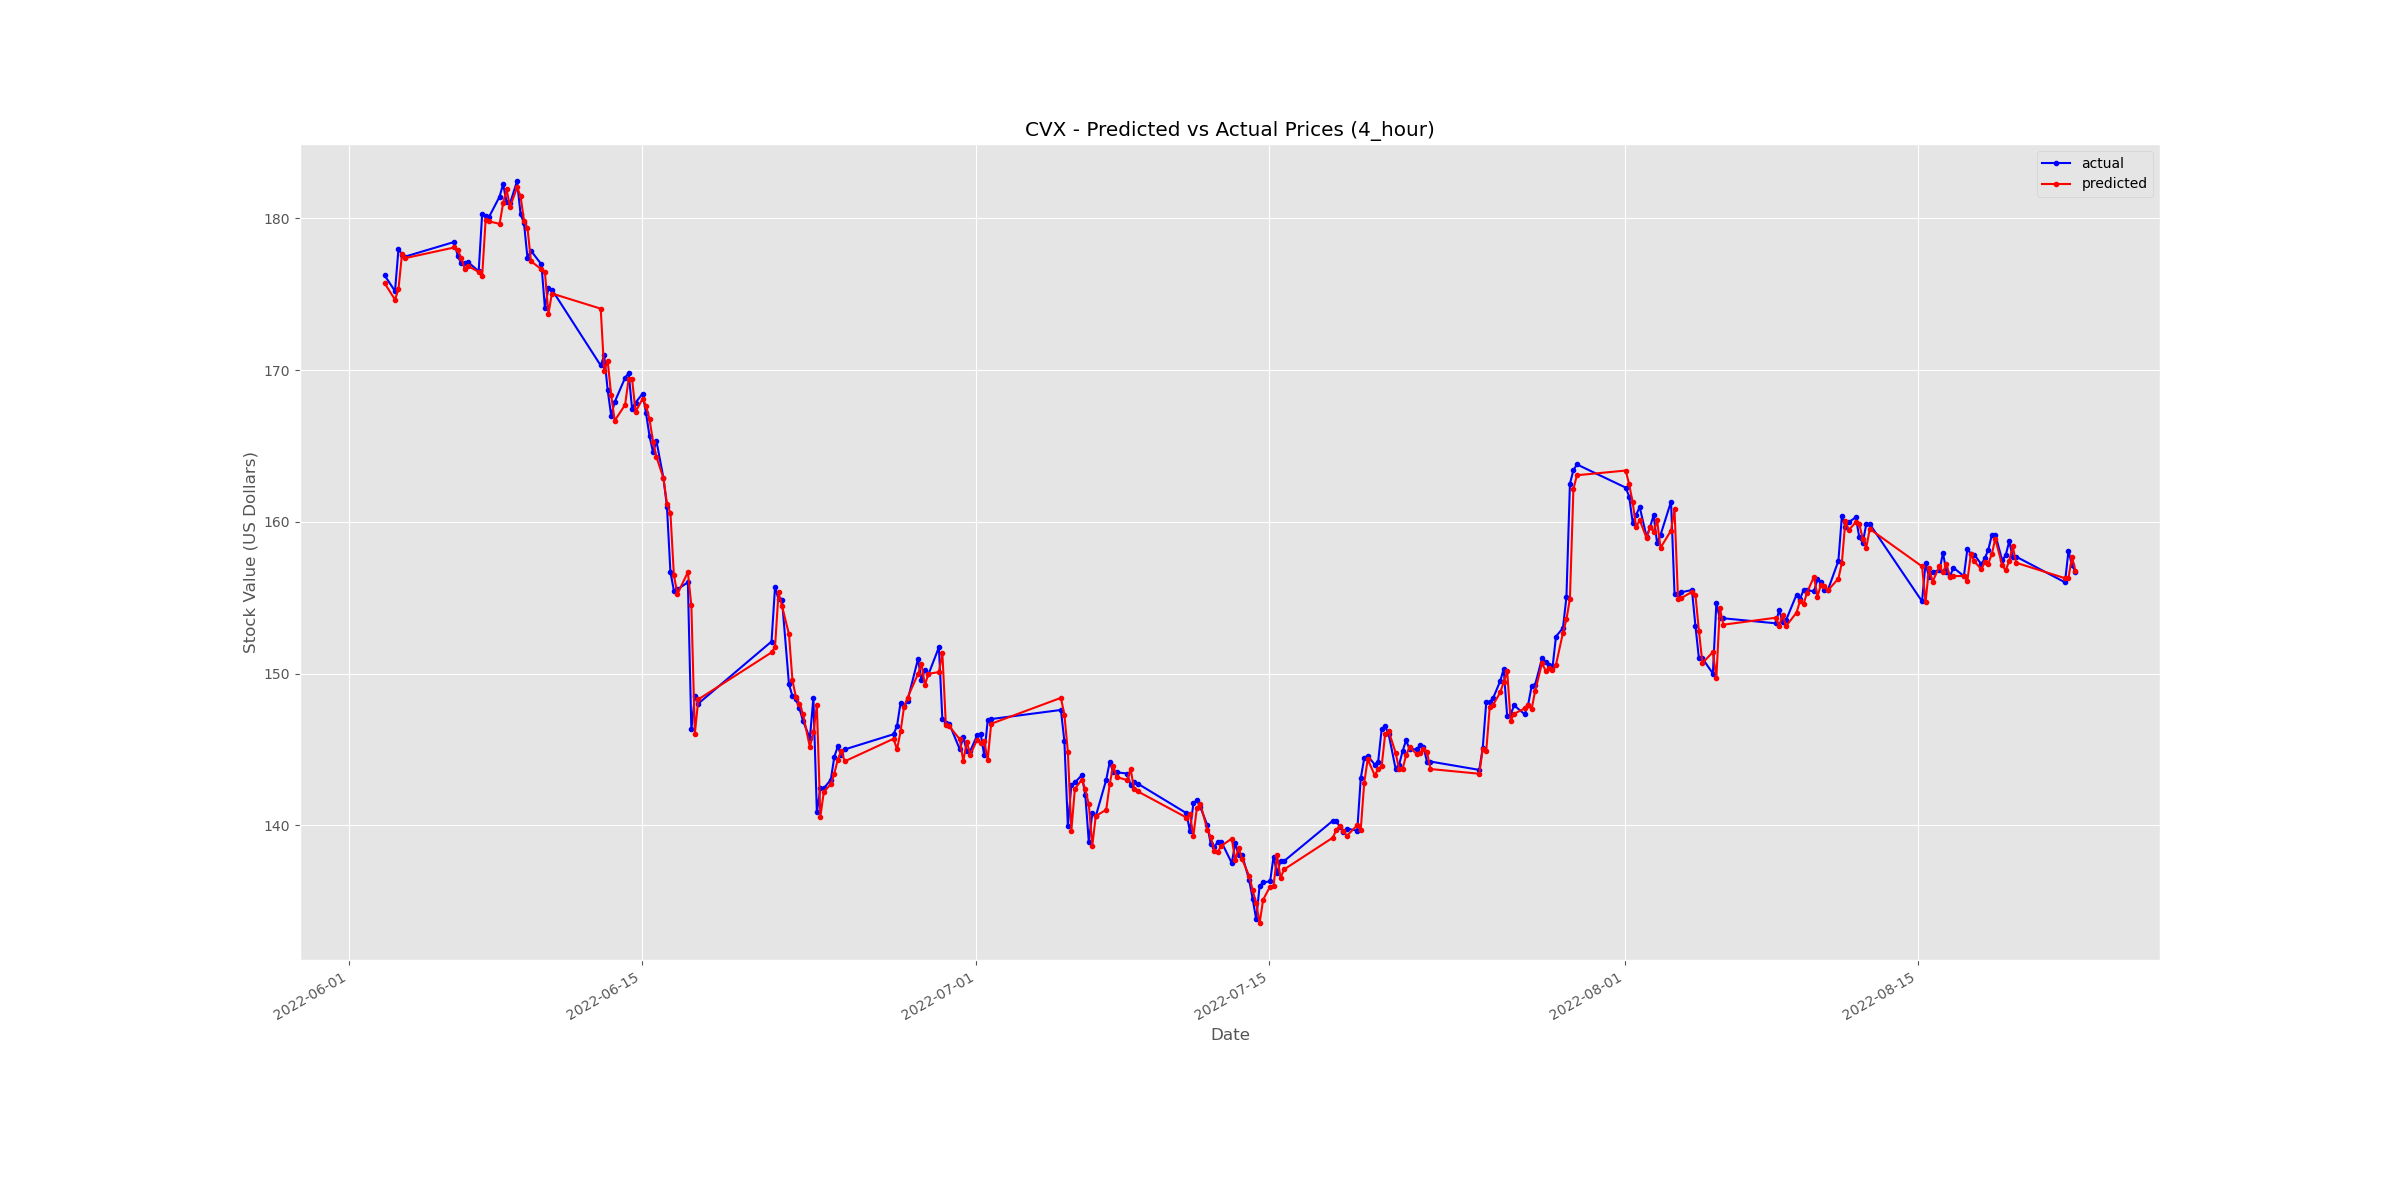 CVX - Predicted vs Actual Prices (4_hour)
actual
predicted
Stock Value (US Dollars)
180
170
160
150
140
2022-06-01
2022-06-15
2022-07-01
2022-07-15
2022-08-01
2022-08-15
Date